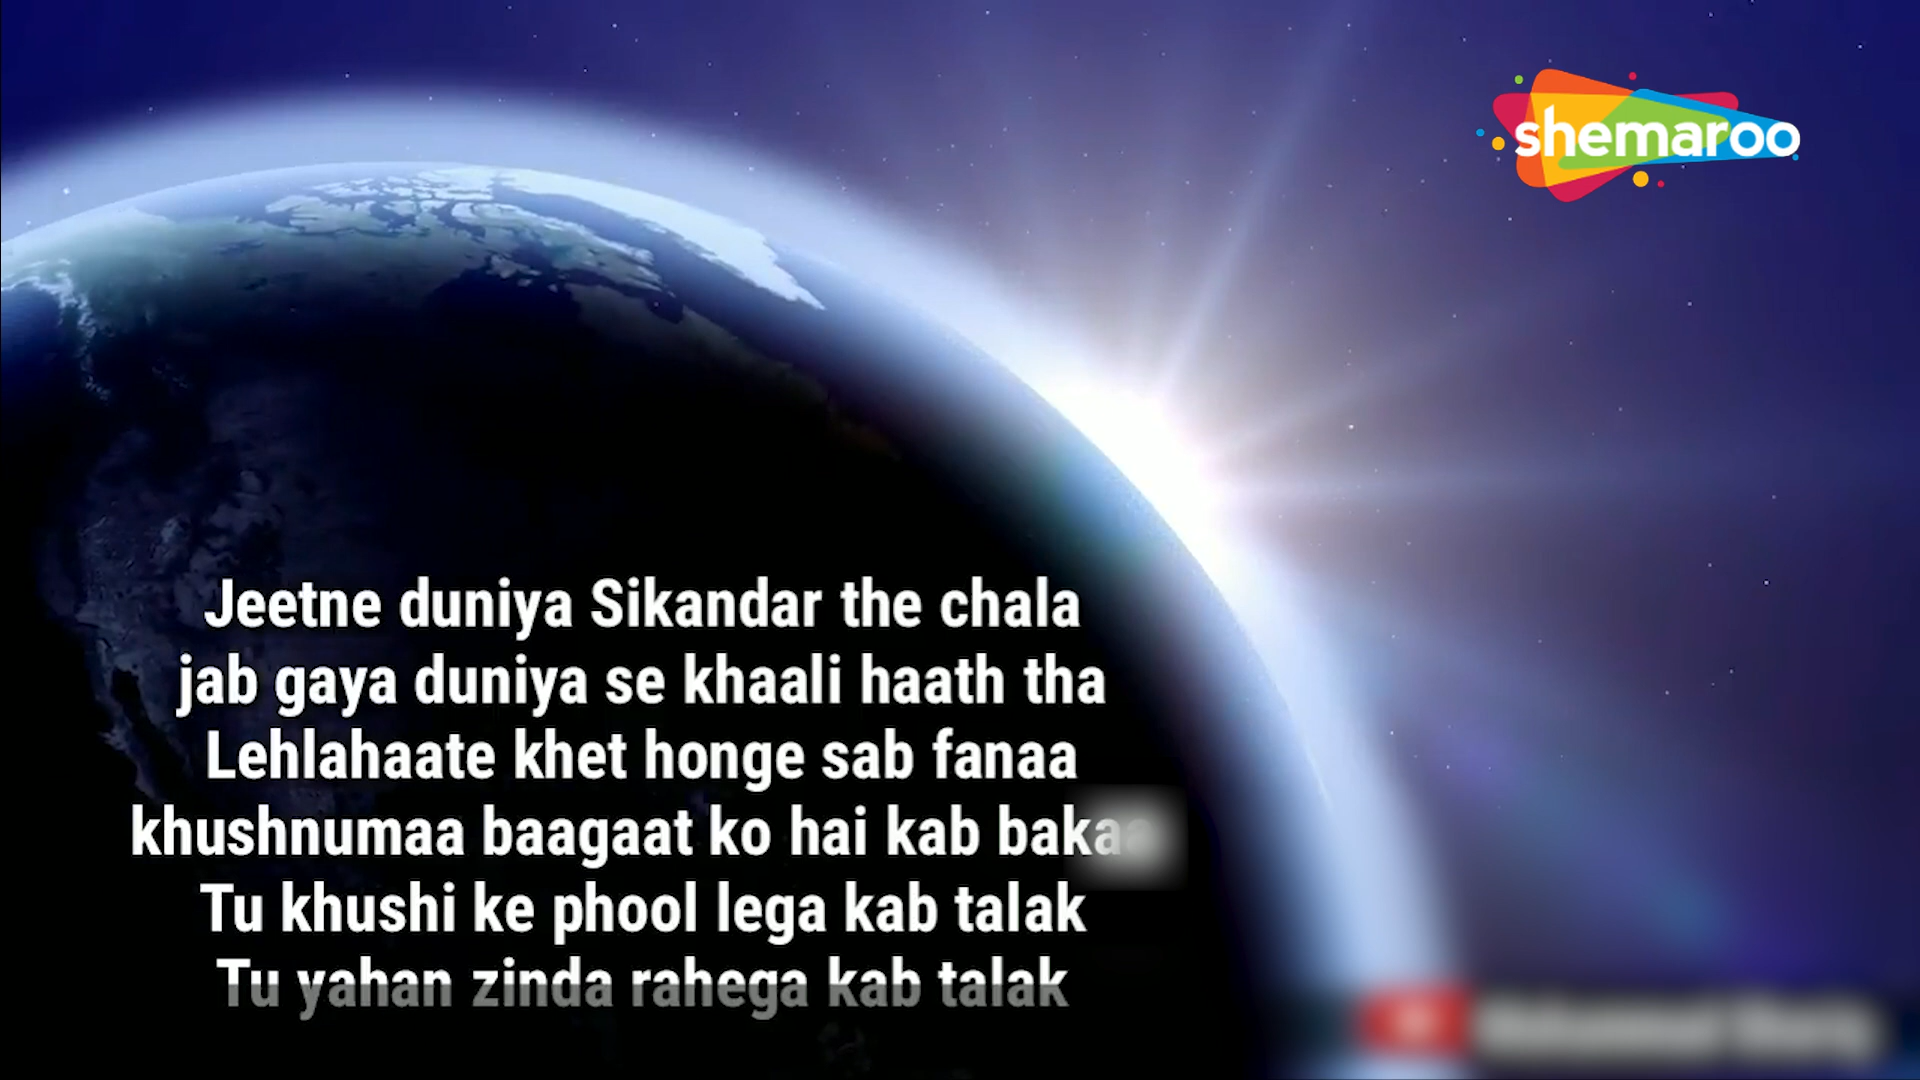 shemaroo
Jeetne duniya Sikandar the chala
jab gaya duniya se khaali haath tha
Lehlahaate khet honge sab fanaa
khushnumaa baagaat ko hai kab bakaa
Tu khushi ke phool lega kab talak
Tu yahan zinda rahega kab talak